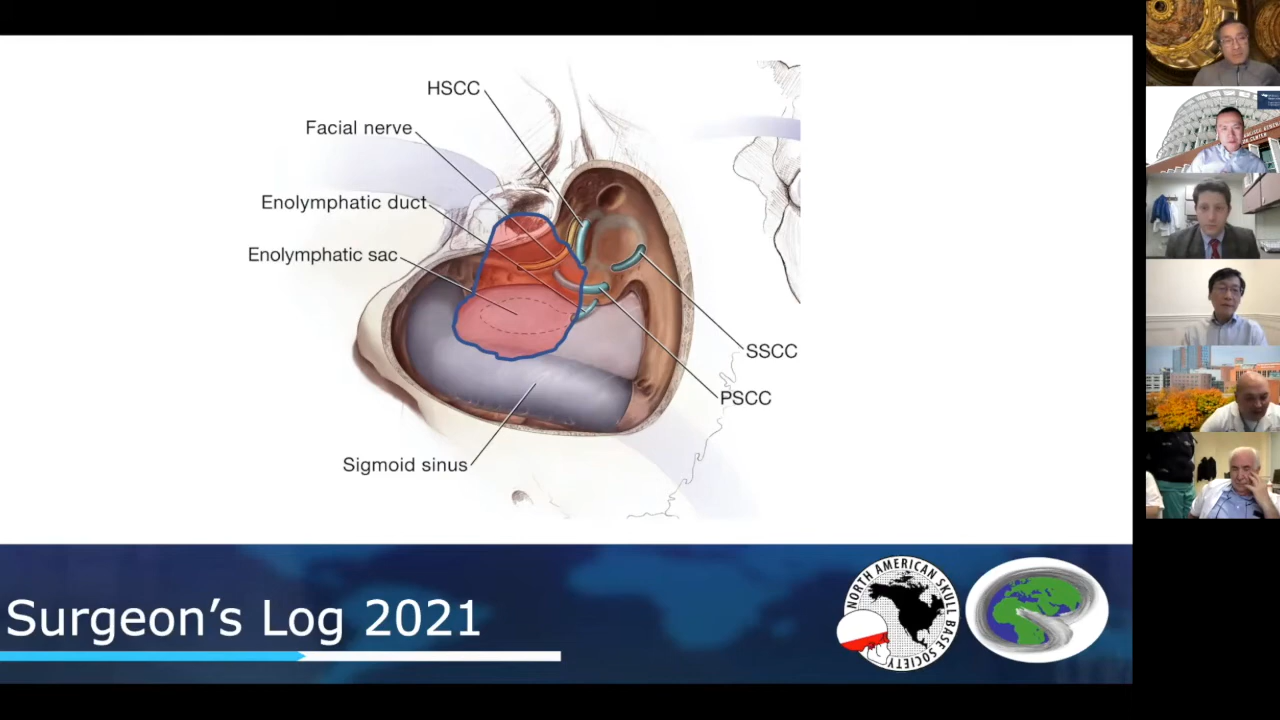 HSCC
Facial nerve
Enolymphatic duct
Enolymphatic sac
SSCC
PSCC
Sigmoid sinus
Surgeon's Log 2021
NORTH AMERICAN SKULL BASE SOCIETY